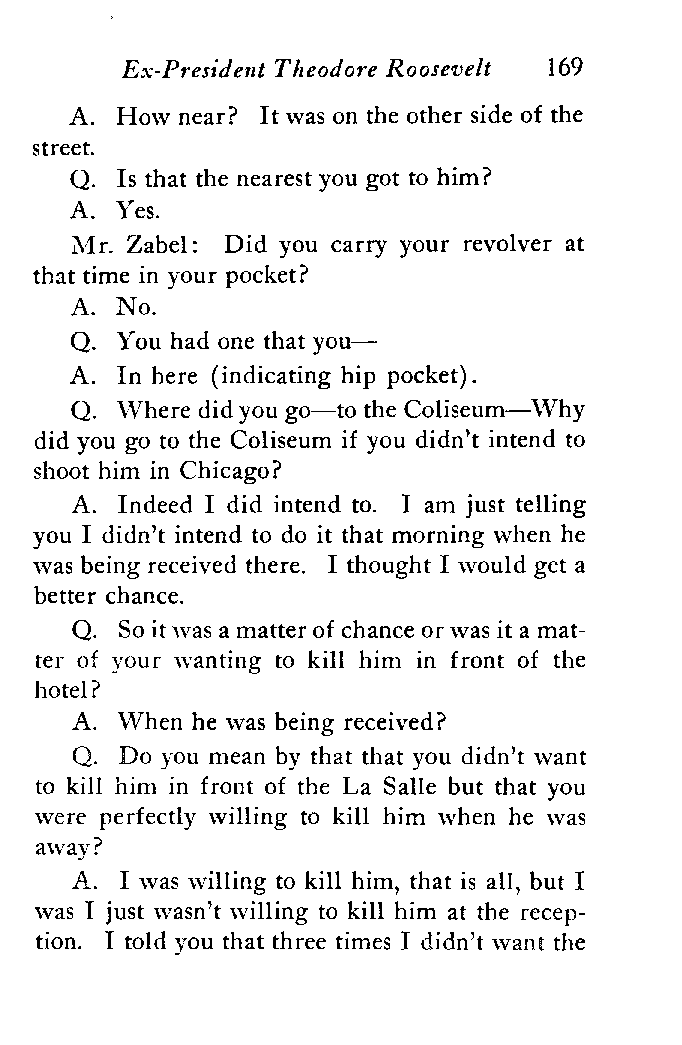 Ex-President Theodore Roosevelt 169
A. How near? It was on the other side of the
street.
Q. Is that the nearest you got to him?
A. Yes.
Mr. Zabel: Did you carry your revolver at
that time in your pocket?
A. No.
Q. You had one that you—
A. In here (indicating hip pocket).
Q. Where did you go—to the Coliseum—Why
did you go to the Coliseum if you didn't intend to
shoot him in Chicago?
A. Indeed I did intend to. I am just telling
you I didn't intend to do it that morning when he
was being received there. I thought I would get a
better chance.
Q. So it was a matter of chance or was it a mat-
ter of your wanting to kill him in front of the
hotel?
A. When he was being received?
Q. Do you mean by that that you didn't want
to kill him in front of the La Salle but that you
were perfectly willing to kill him when he was
away?
A. I was willing to kill him, that is all, but I
was I just wasn't willing to kill him at the recep-
tion. I told you that three times I didn't want the